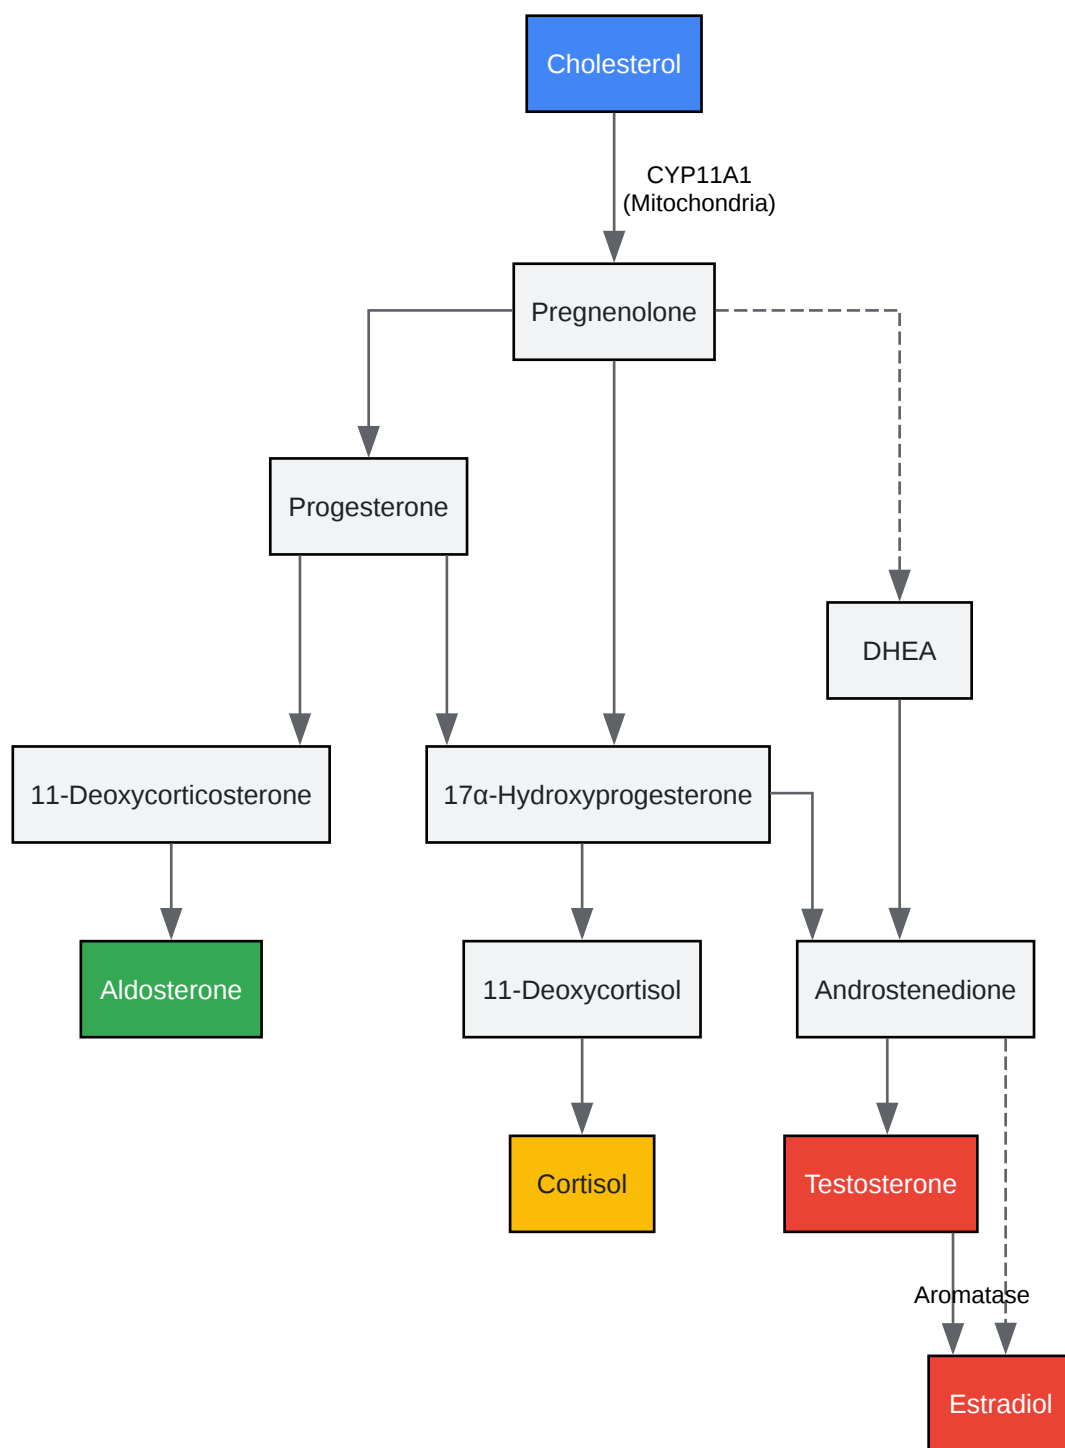 Cholesterol
CYP11A1
(Mitochondria)
Pregnenolone
Progesterone
DHEA
11-Deoxycorticosterone
17α-Hydroxyprogesterone
Aldosterone
11-Deoxycortisol
Androstenedione
Cortisol
Testosterone
Aromatase
Estradiol